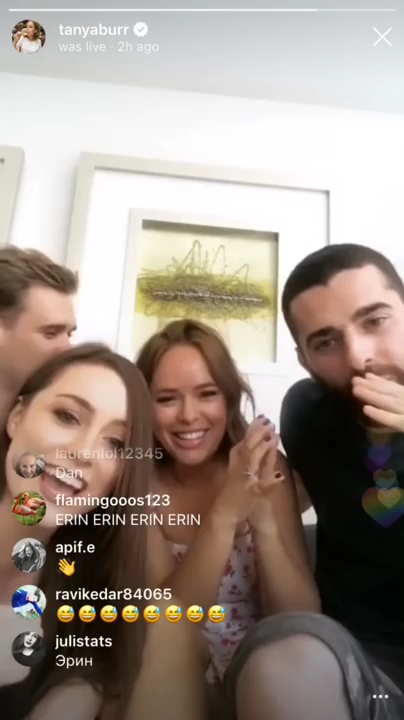 tanyaburr
was live · 2h ago
laurenlol12345
Dan
flamingooos123
ERIN ERIN ERIN ERIN
apif.e
👋
ravikedar84065
😅😅😅😅😅😅😅😅
julistats
Эрин